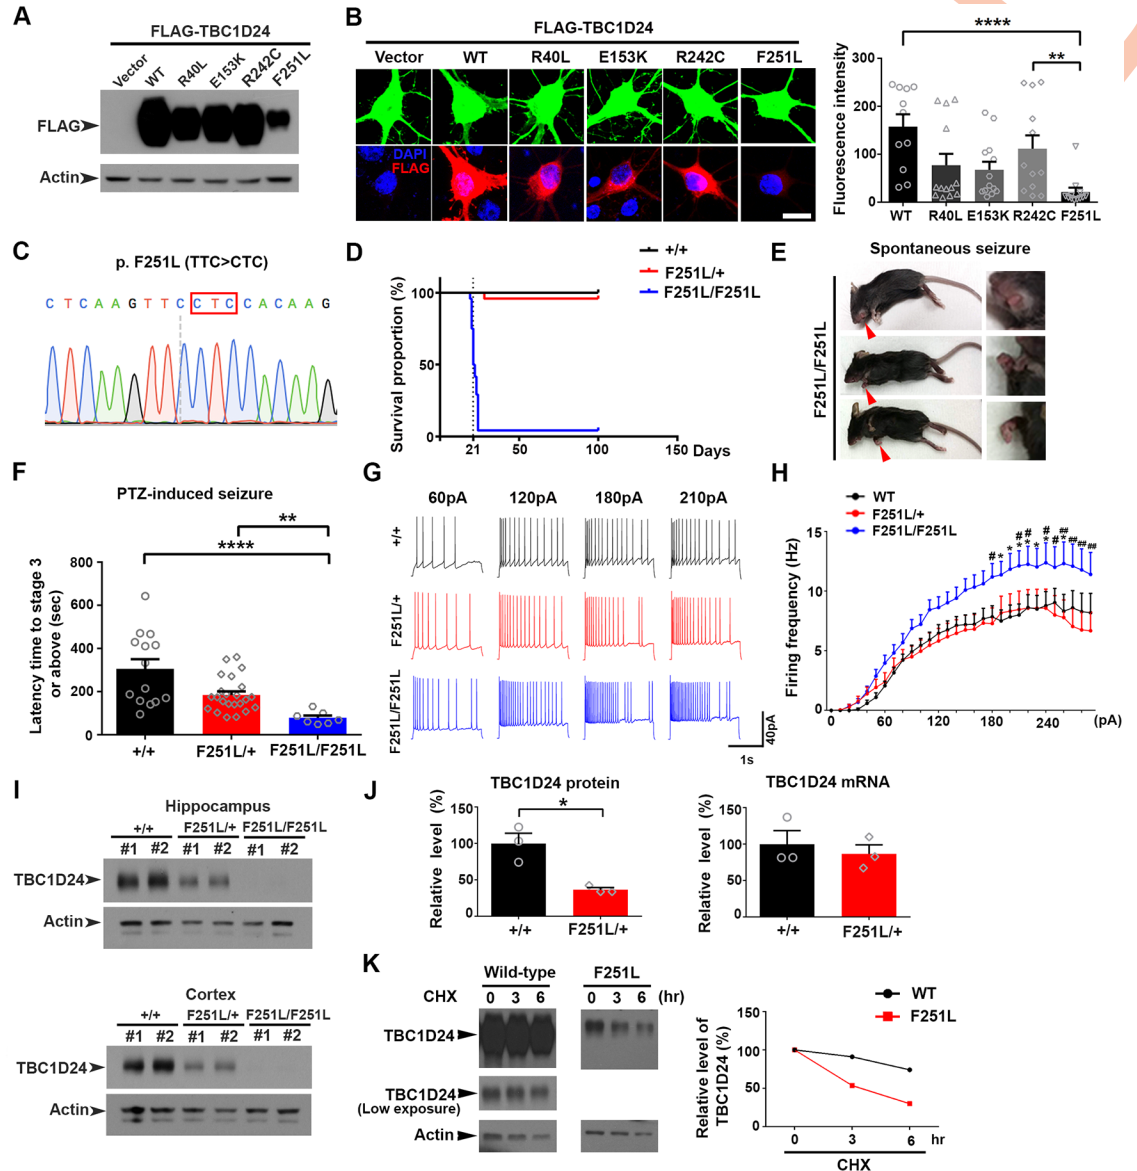 A
FLAG-TBC1D24
Vector
WT
R40L
E153K
R242C
F251L
FLAG
Actin
B
FLAG-TBC1D24
Vector
WT
R40L
E153K
R242C
F251L
DAPI
FLAG
****
**
Fluorescence intensity
300
200
100
0
WT
R40L
E153K
R242C
F251L
C
p. F251L (TTC>CTC)
C T C A A G T T C C T C C A C A A G
D
+/+
F251L/+
F251L/F251L
Survival proportion (%)
100
50
0
21
50
100
150
Days
E
Spontaneous seizure
F251L/F251L
F
PTZ-induced seizure
**
****
Latency time to stage 3
or above (sec)
800
600
400
200
0
+/+
F251L/+
F251L/F251L
G
60pA
120pA
180pA
210pA
+/+
F251L/+
F251L/F251L
40pA
1s
H
WT
F251L/+
F251L/F251L
Firing frequency (Hz)
15
10
5
0
0
60
120
180
240
(pA)
I
Hippocampus
+/+
F251L/+
F251L/F251L
#1 #2 #1 #2 #1 #2
TBC1D24
Actin
Cortex
+/+
F251L/+
F251L/F251L
#1 #2 #1 #2 #1 #2
TBC1D24
Actin
J
TBC1D24 protein
*
Relative level (%)
150
100
50
0
+/+
F251L/+
TBC1D24 mRNA
Relative level (%)
150
100
50
0
+/+
F251L/+
K
Wild-type
F251L
CHX
0 3 6
0 3 6
(hr)
TBC1D24
TBC1D24
(Low exposure)
Actin
WT
F251L
Relative level of
TBC1D24 (%)
150
100
50
0
0
3
6
hr
CHX